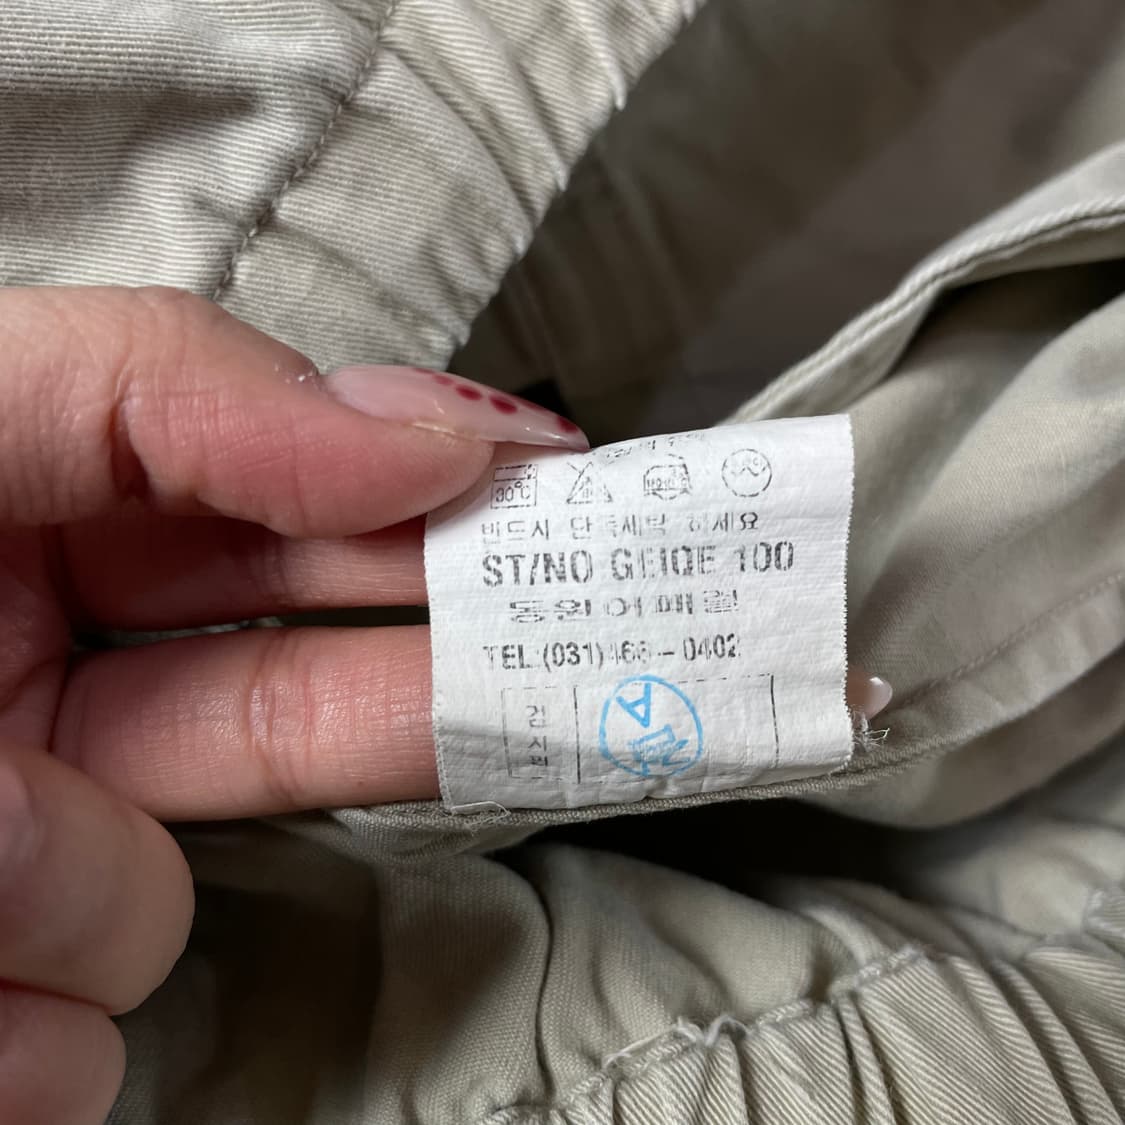 30℃
반드시 단독세탁 하세요
ST/NO GEIQE 100
동원어패럴
TEL:(031)466-0402
검
사
필
A